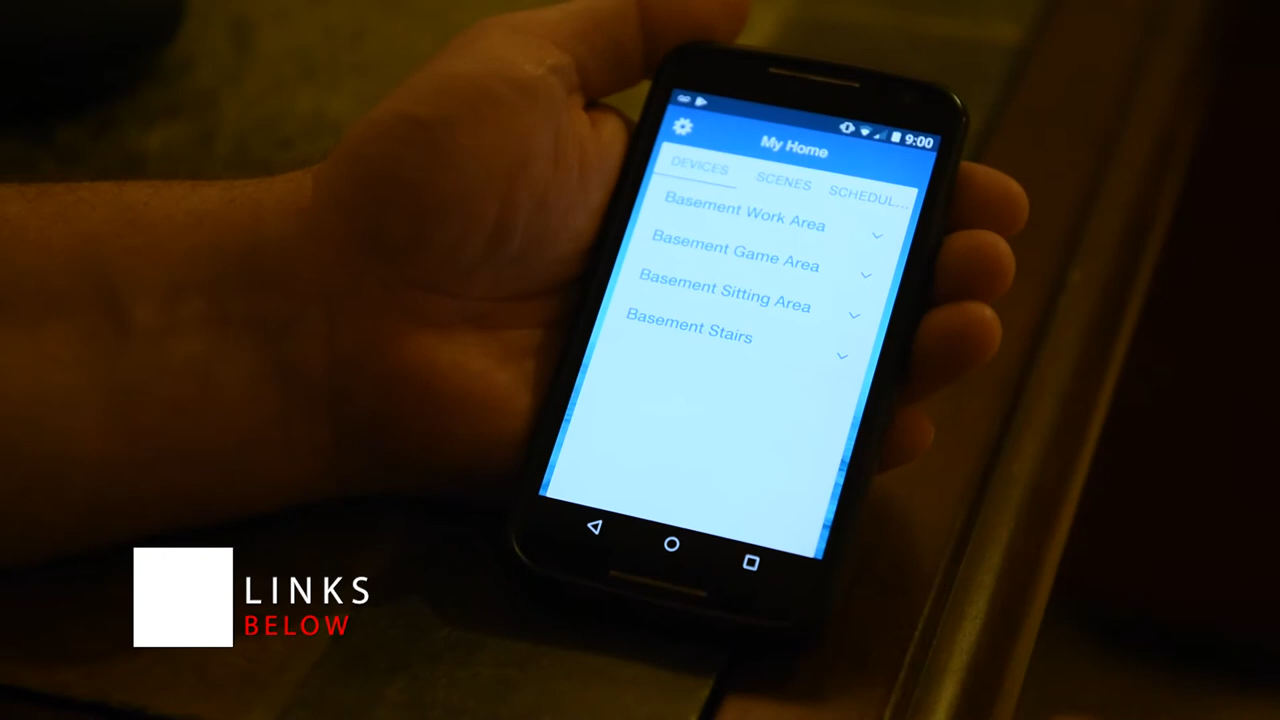 9:00
My Home
DEVICES SCENES SCHEDUL...
Basement Work Area
Basement Game Area
Basement Sitting Area
Basement Stairs
LINKS
BELOW